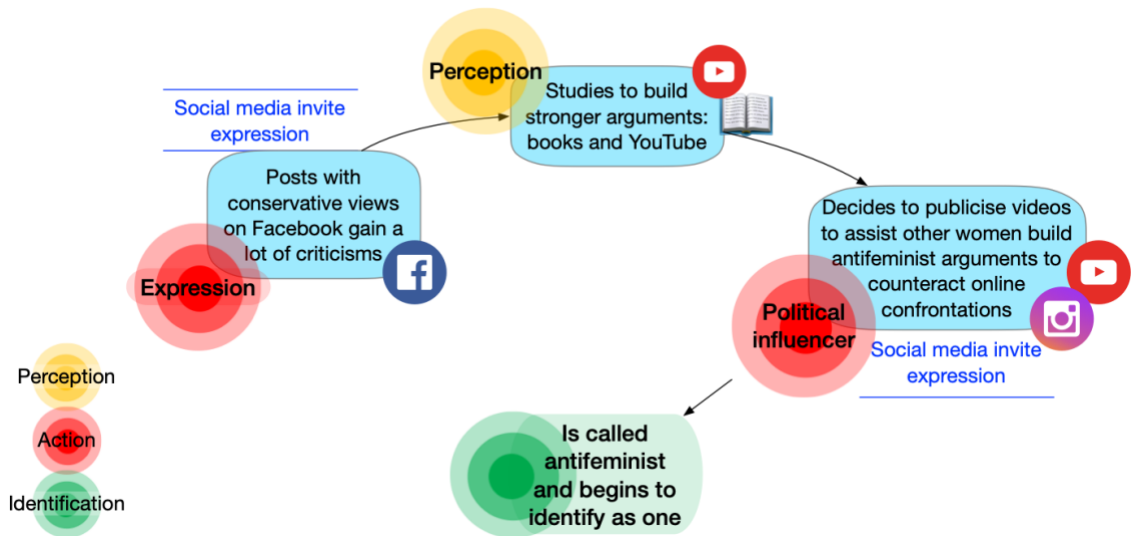 Social media invite
expression
Posts with
conservative views
on Facebook gain a
lot of criticisms
Expression
Perception
Studies to build
stronger arguments:
books and YouTube
Decides to publicise videos
to assist other women build
antifeminist arguments to
counteract online
confrontations
Political
influencer
Social media invite
expression
Is called
antifeminist
and begins to
identify as one
Perception
Action
Identification